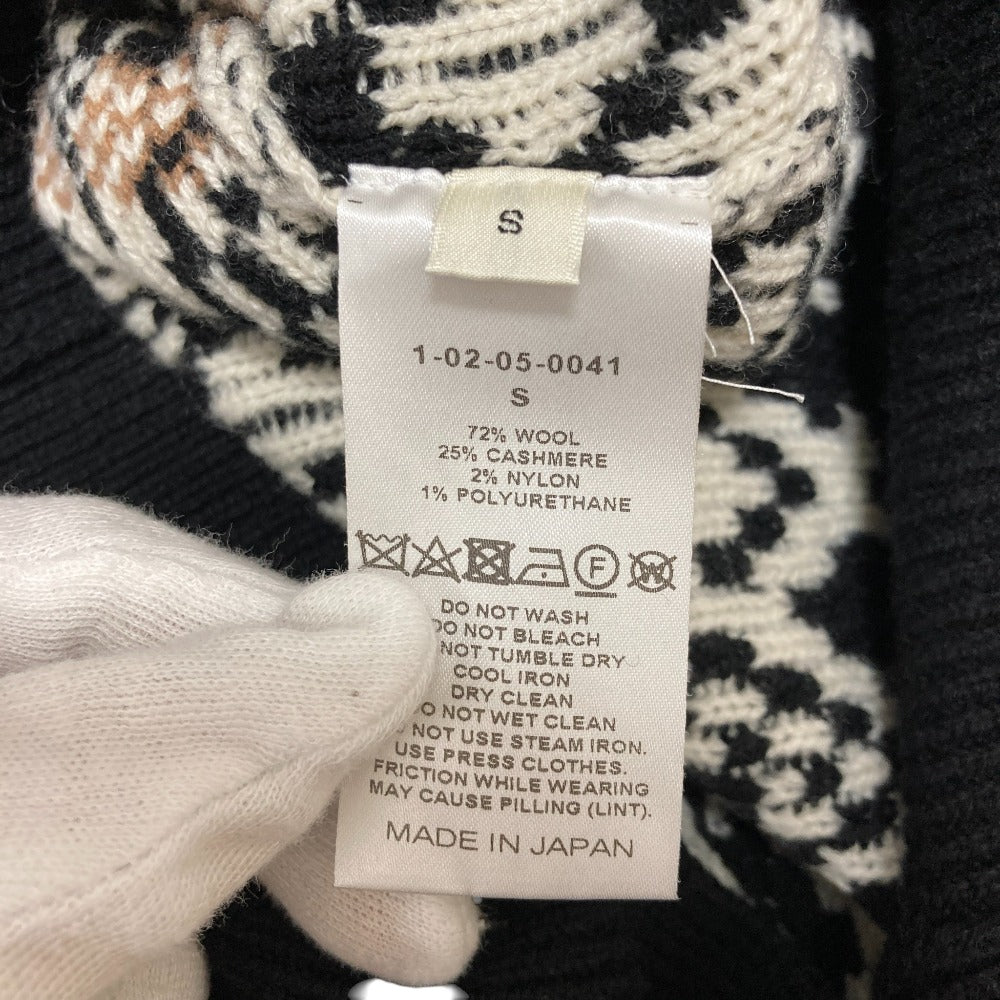 S
1-02-05-0041
S
72% WOOL
25% CASHMERE
2% NYLON
1% POLYURETHANE
F W
DO NOT WASH
DO NOT BLEACH
NOT TUMBLE DRY
COOL IRON
DRY CLEAN
NOT WET CLEAN
NOT USE STEAM IRON.
USE PRESS CLOTHES.
FRICTION WHILE WEARING
MAY CAUSE PILLING (LINT).
MADE IN JAPAN